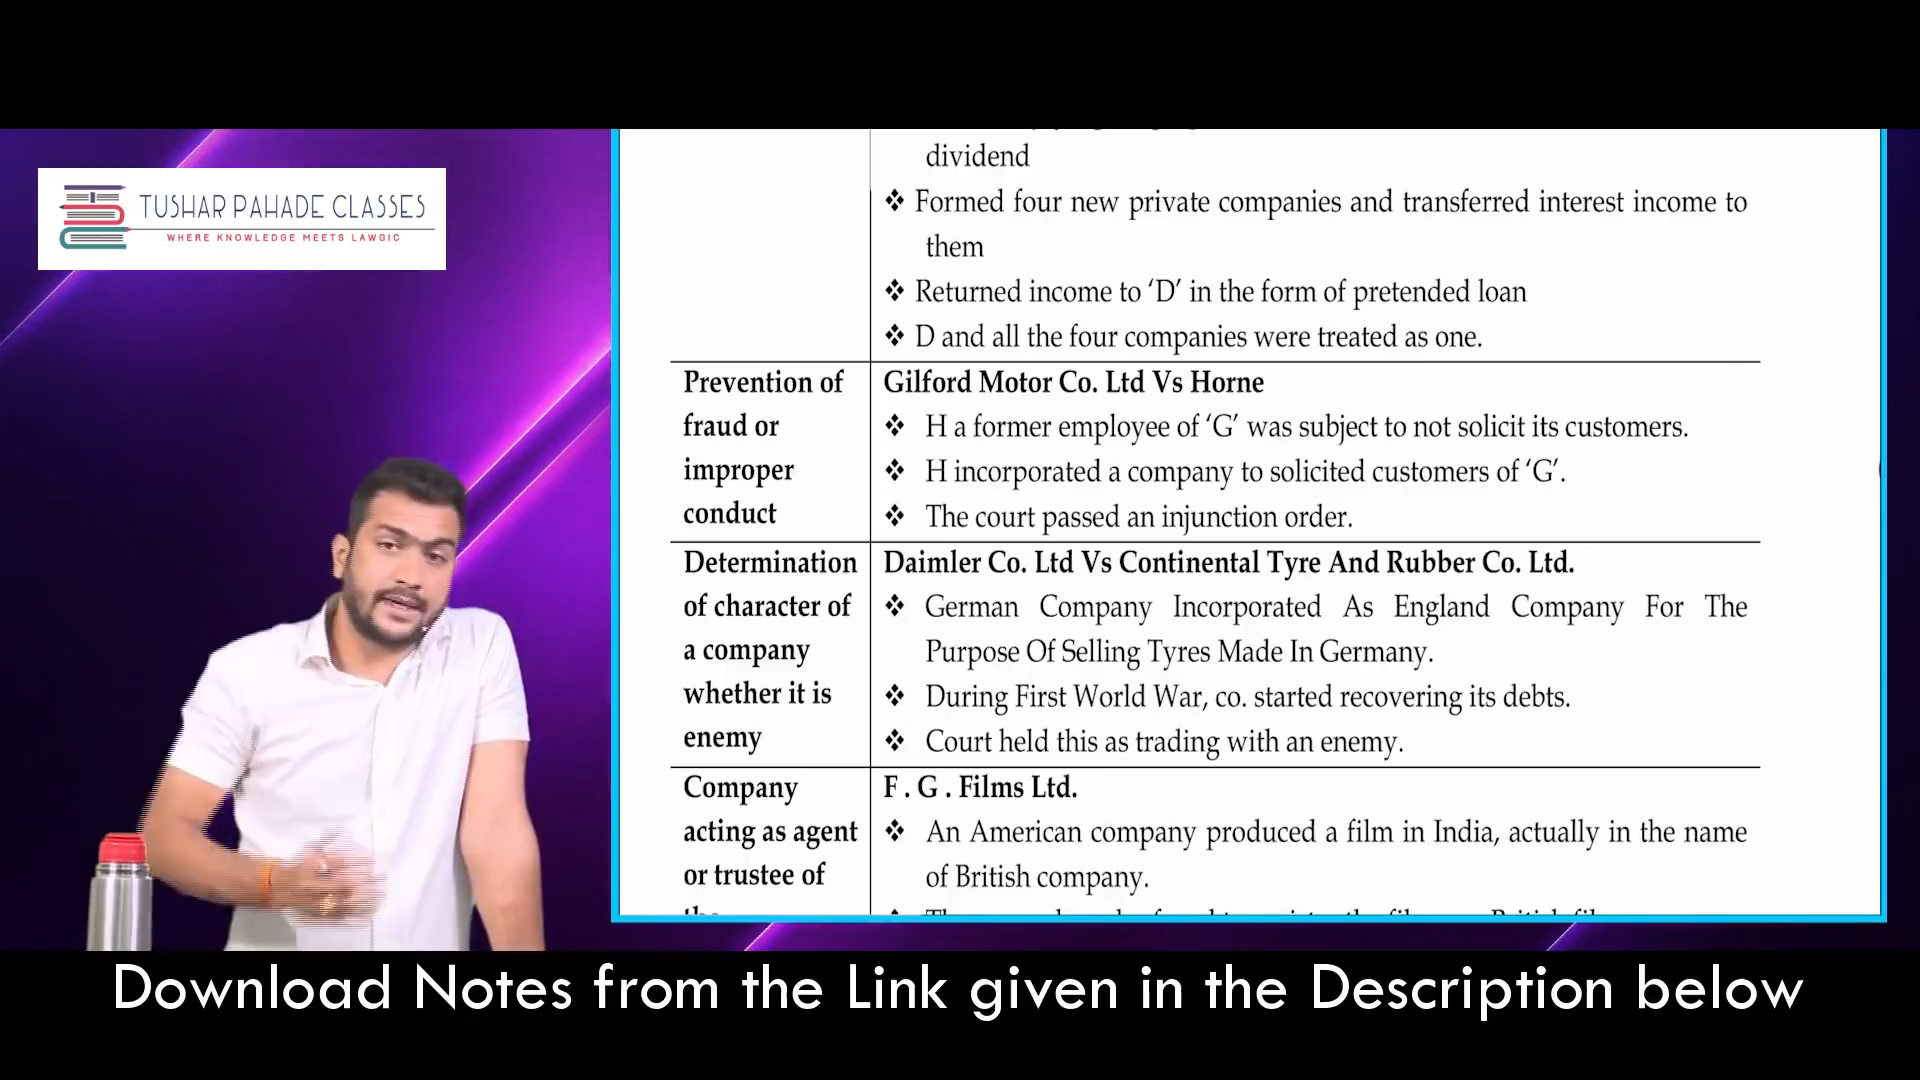 TUSHAR PAHADE CLASSES
WHERE KNOWLEDGE MEETS LAWGIC
dividend
❖ Formed four new private companies and transferred interest income to
them
❖ Returned income to ‘D’ in the form of pretended loan
❖ D and all the four companies were treated as one.
Prevention of
fraud or
improper
conduct
Gilford Motor Co. Ltd Vs Horne
❖ H a former employee of ‘G’ was subject to not solicit its customers.
❖ H incorporated a company to solicited customers of ‘G’.
❖ The court passed an injunction order.
Determination
of character of
a company
whether it is
enemy
Daimler Co. Ltd Vs Continental Tyre And Rubber Co. Ltd.
❖ German Company Incorporated As England Company For The
Purpose Of Selling Tyres Made In Germany.
❖ During First World War, co. started recovering its debts.
❖ Court held this as trading with an enemy.
Company
acting as agent
or trustee of
F . G . Films Ltd.
❖ An American company produced a film in India, actually in the name
of British company.
Download Notes from the Link given in the Description below